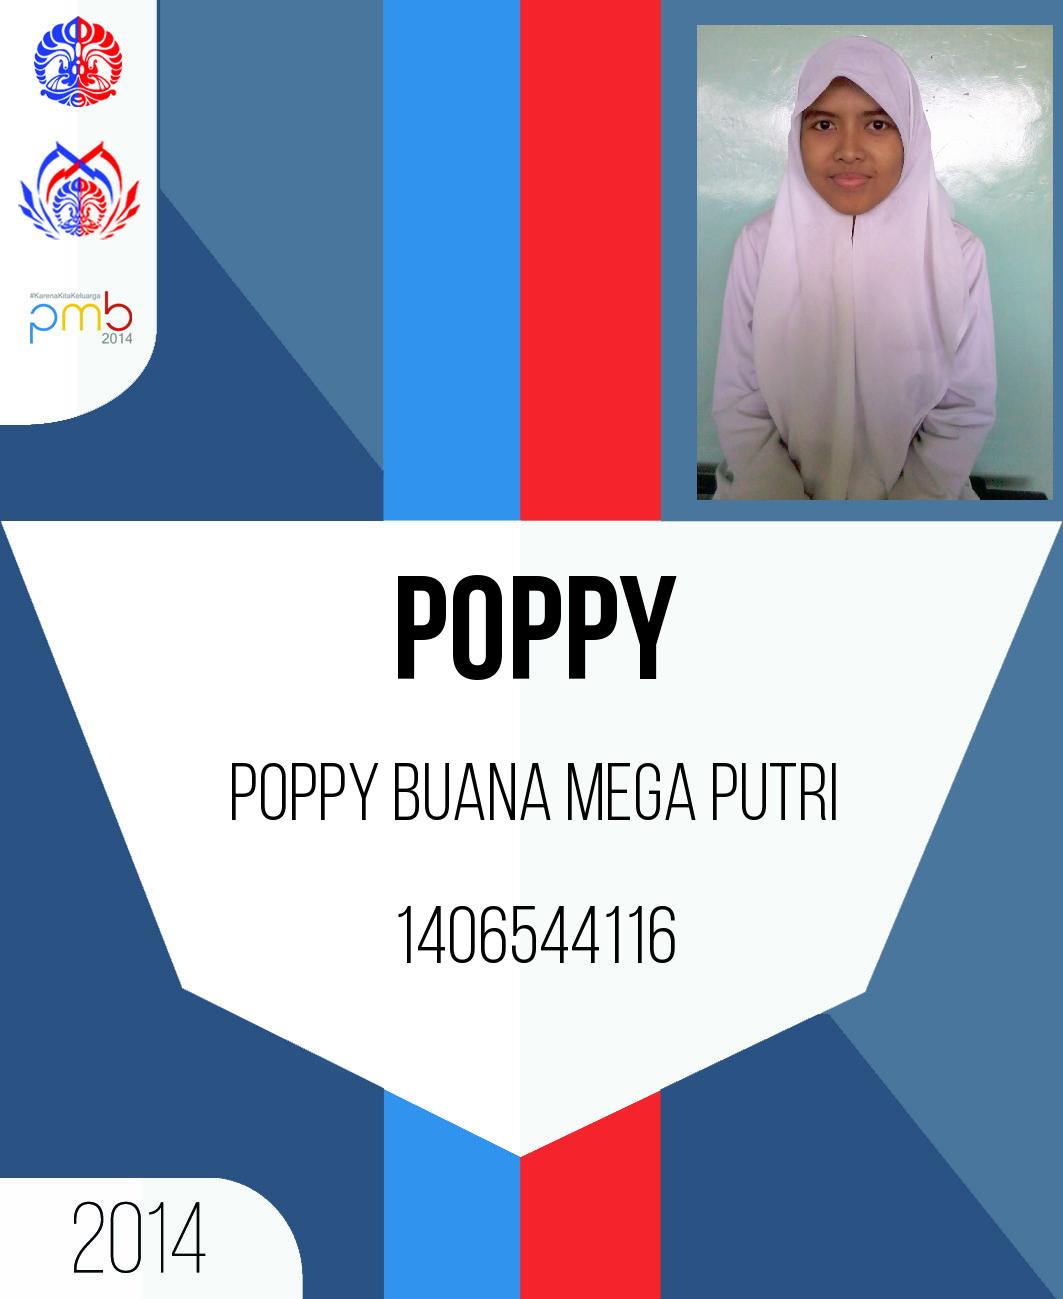 #KarenaKitaKeluarga
pmb
2014
POPPY
POPPY BUANA MEGA PUTRI
1406544116
2014